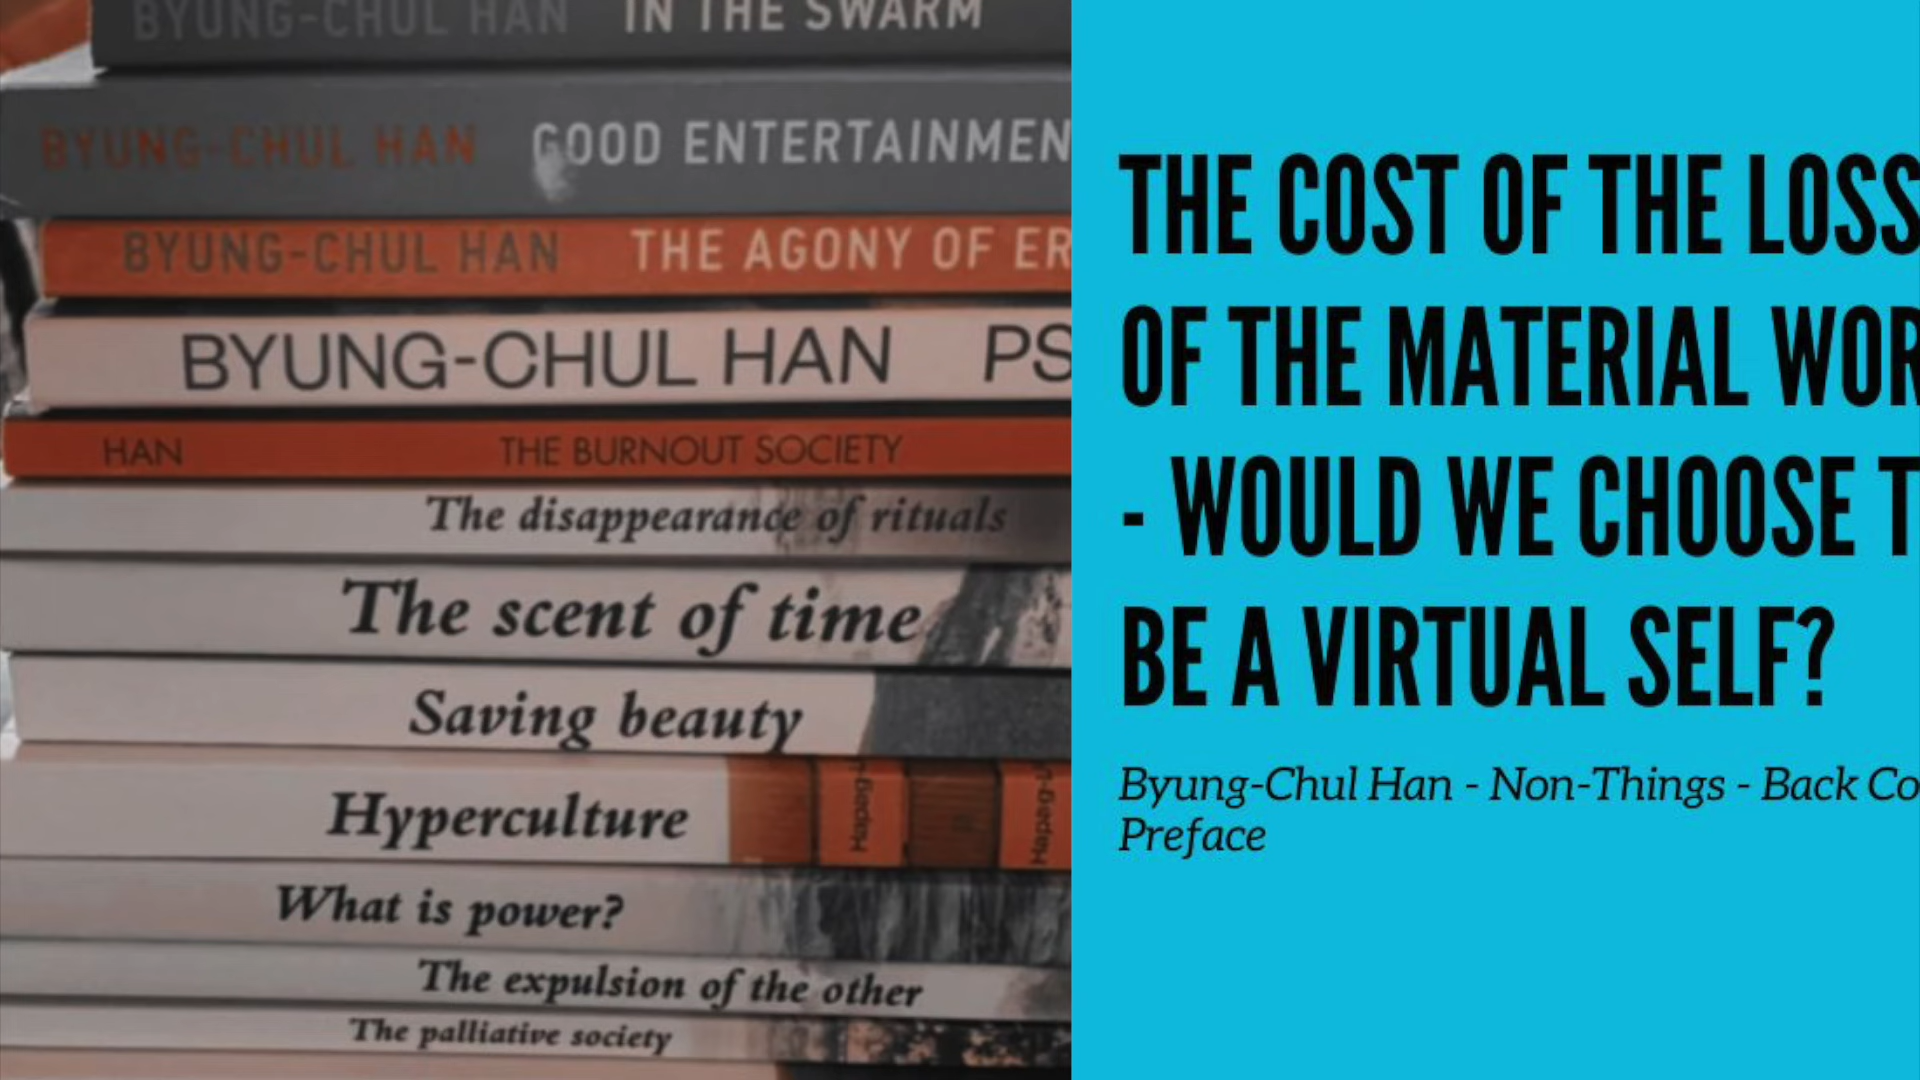 BYUNG-CHUL HAN IN THE SWARM
BYUNG-CHUL HAN GOOD ENTERTAINMEN
BYUNG-CHUL HAN THE AGONY OF ER
BYUNG-CHUL HAN PS
HAN THE BURNOUT SOCIETY
The disappearance of rituals
The scent of time
Saving beauty
Hyperculture
Hapag-
Hapag-
What is power?
The expulsion of the other
The palliative society
THE COST OF THE LOSS
OF THE MATERIAL WOR
- WOULD WE CHOOSE T
BE A VIRTUAL SELF?
Byung-Chul Han - Non-Things - Back Co
Preface